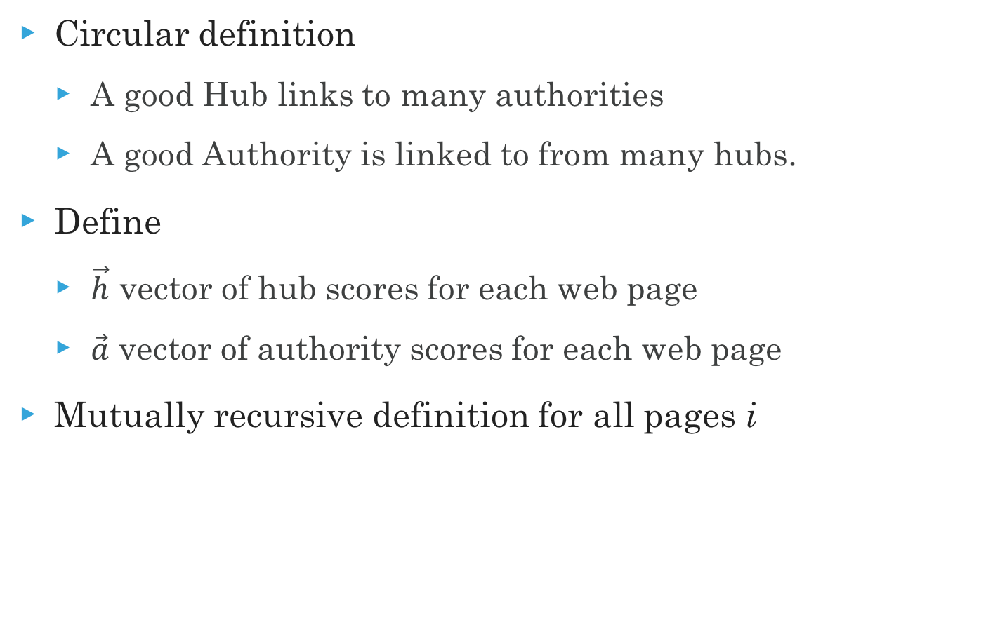 Circular definition
A good Hub links to many authorities
A good Authority is linked to from many hubs.
Define
\vec{h} vector of hub scores for each web page
\vec{a} vector of authority scores for each web page
Mutually recursive definition for all pages i